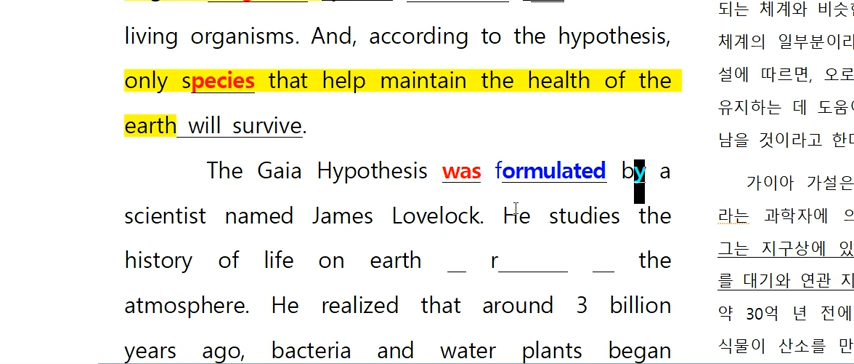 living organisms. And, according to the hypothesis,
only species that help maintain the health of the
earth will survive.
The Gaia Hypothesis was formulated by a
scientist named James Lovelock. He studies the
history of life on earth __ r______ __ the
atmosphere. He realized that around 3 billion
years ago, bacteria and water plants began
되는 체계와 비슷한
체계의 일부분이라
설에 따르면, 오로
유지하는 데 도움이
남을 것이라고 한다
가이아 가설은
라는 과학자에 의
그는 지구상에 있
를 대기와 연관 지
약 30억 년 전에
식물이 산소를 만